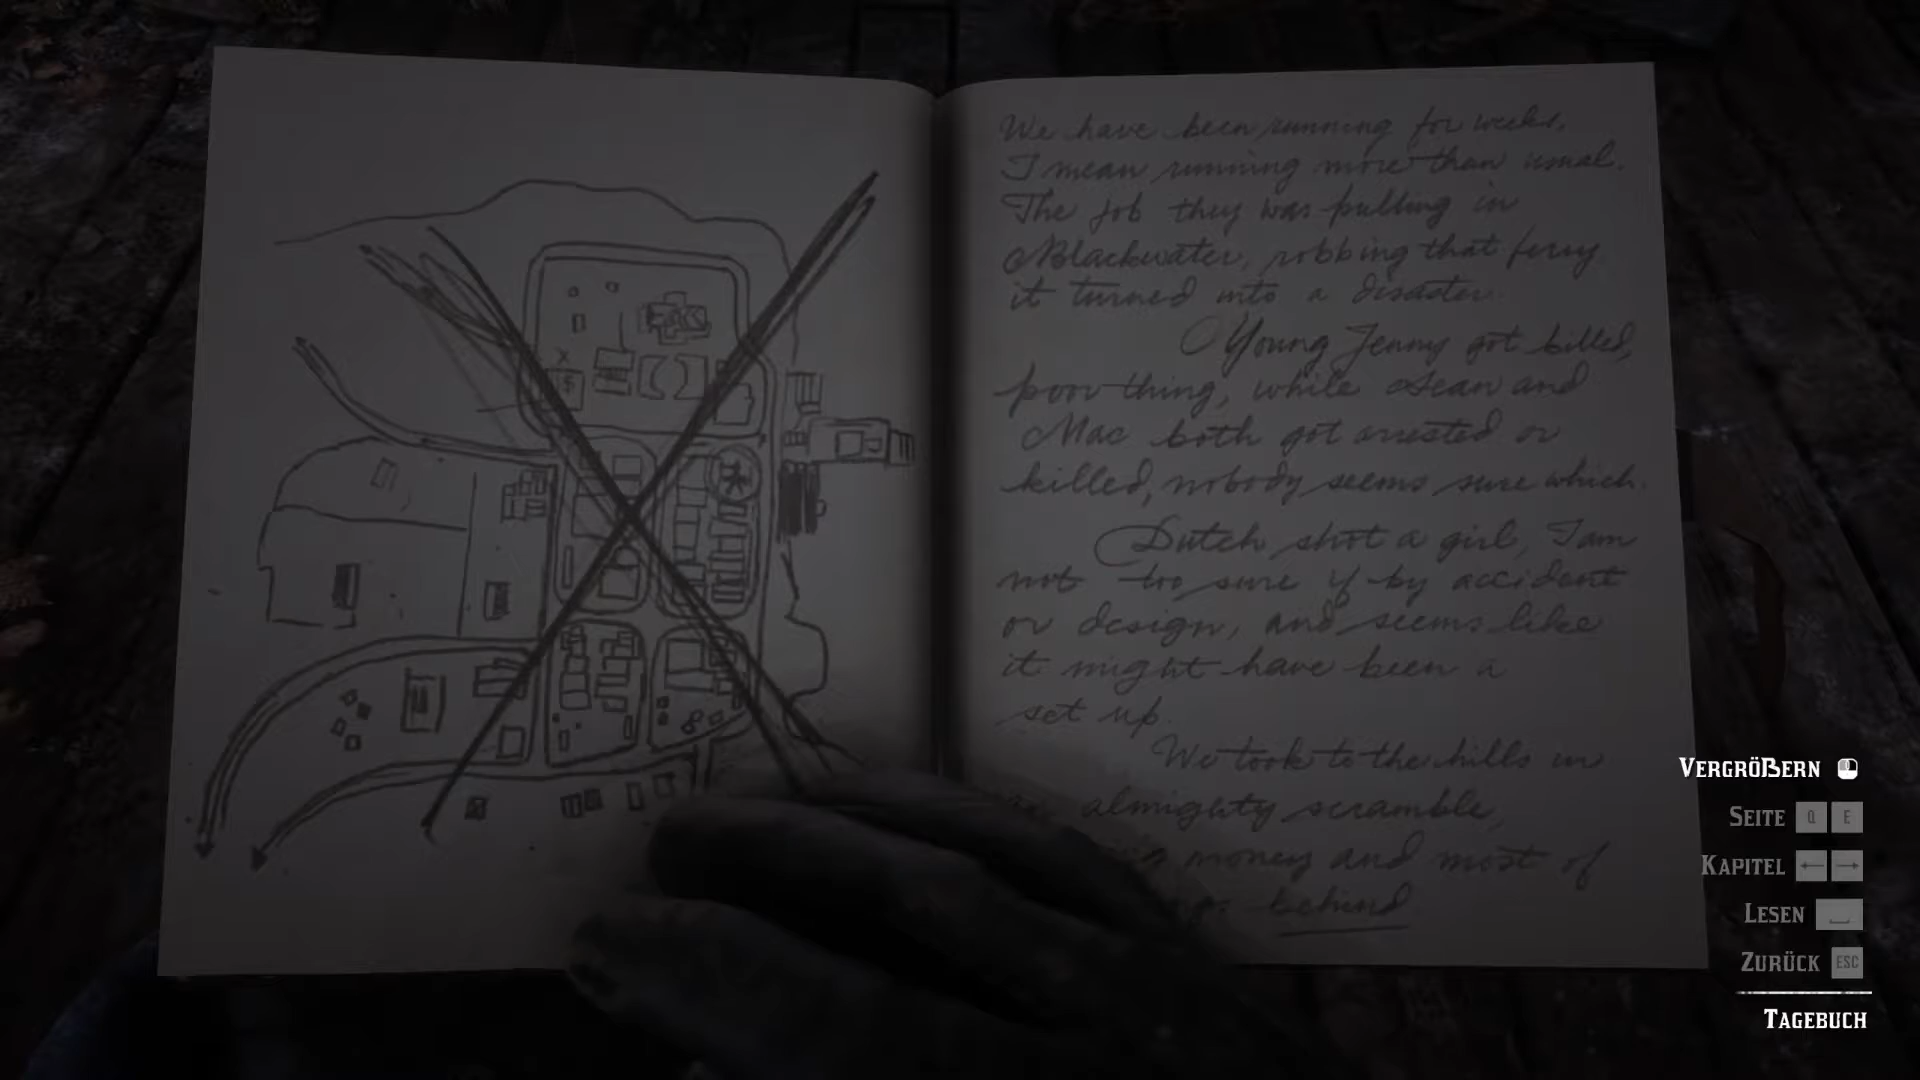 We have been running for weeks.
I mean running more than usual.
The job they was pulling in
Blackwater, robbing that ferry
it turned into a disaster.
Young Jenny got killed,
poor thing, while Sean and
Mac both got arrested or
killed, nobody seems sure which.
Dutch shot a girl, I am
not too sure if by accident
or design, and seems like
it might have been a
set up.
We took to the hills in
almighty scramble,
money and most of
behind
X
$
VERGRÖẞERN
SEITE Q E
KAPITEL ← →
LESEN
ZURÜCK ESC
TAGEBUCH